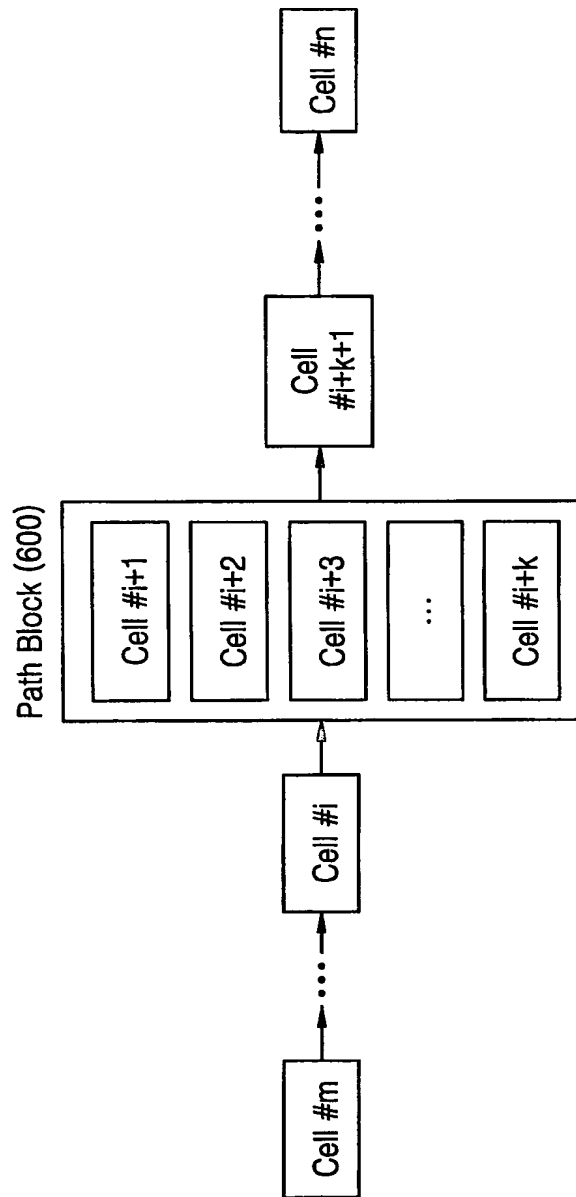 Path Block (600)
Cell #m
...
Cell #i
Cell #i+1
Cell #i+2
Cell #i+3
...
Cell #i+k
Cell
#i+k+1
...
Cell #n